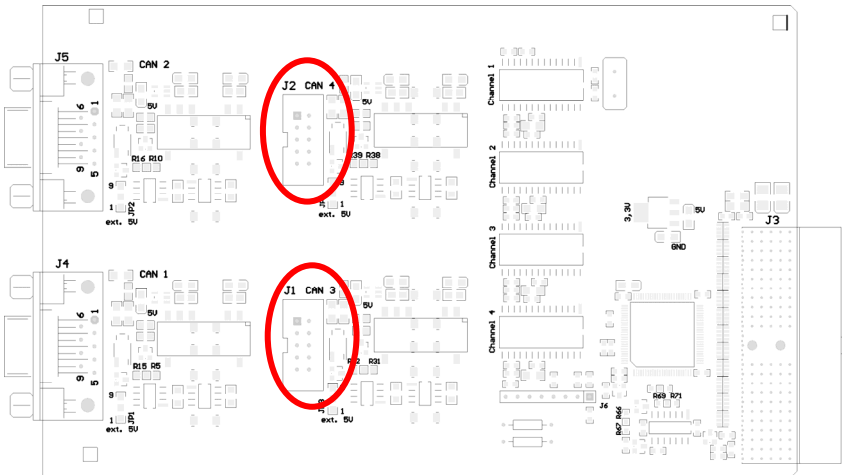 J5
CAN 2
6
1
5V
9
5
R16 R10
9
1
JP2
ext. 5V
J2 CAN 4
5V
R39 R38
9
1
ext. 5V
Channel 1
Channel 2
Channel 3
Channel 4
3,3V
5V
GND
J3
J4
CAN 1
6
1
5V
9
5
R15 R5
9
1
JP1
ext. 5V
J1 CAN 3
5V
R31
1
ext. 5V
J6
R69 R71
R66
R67